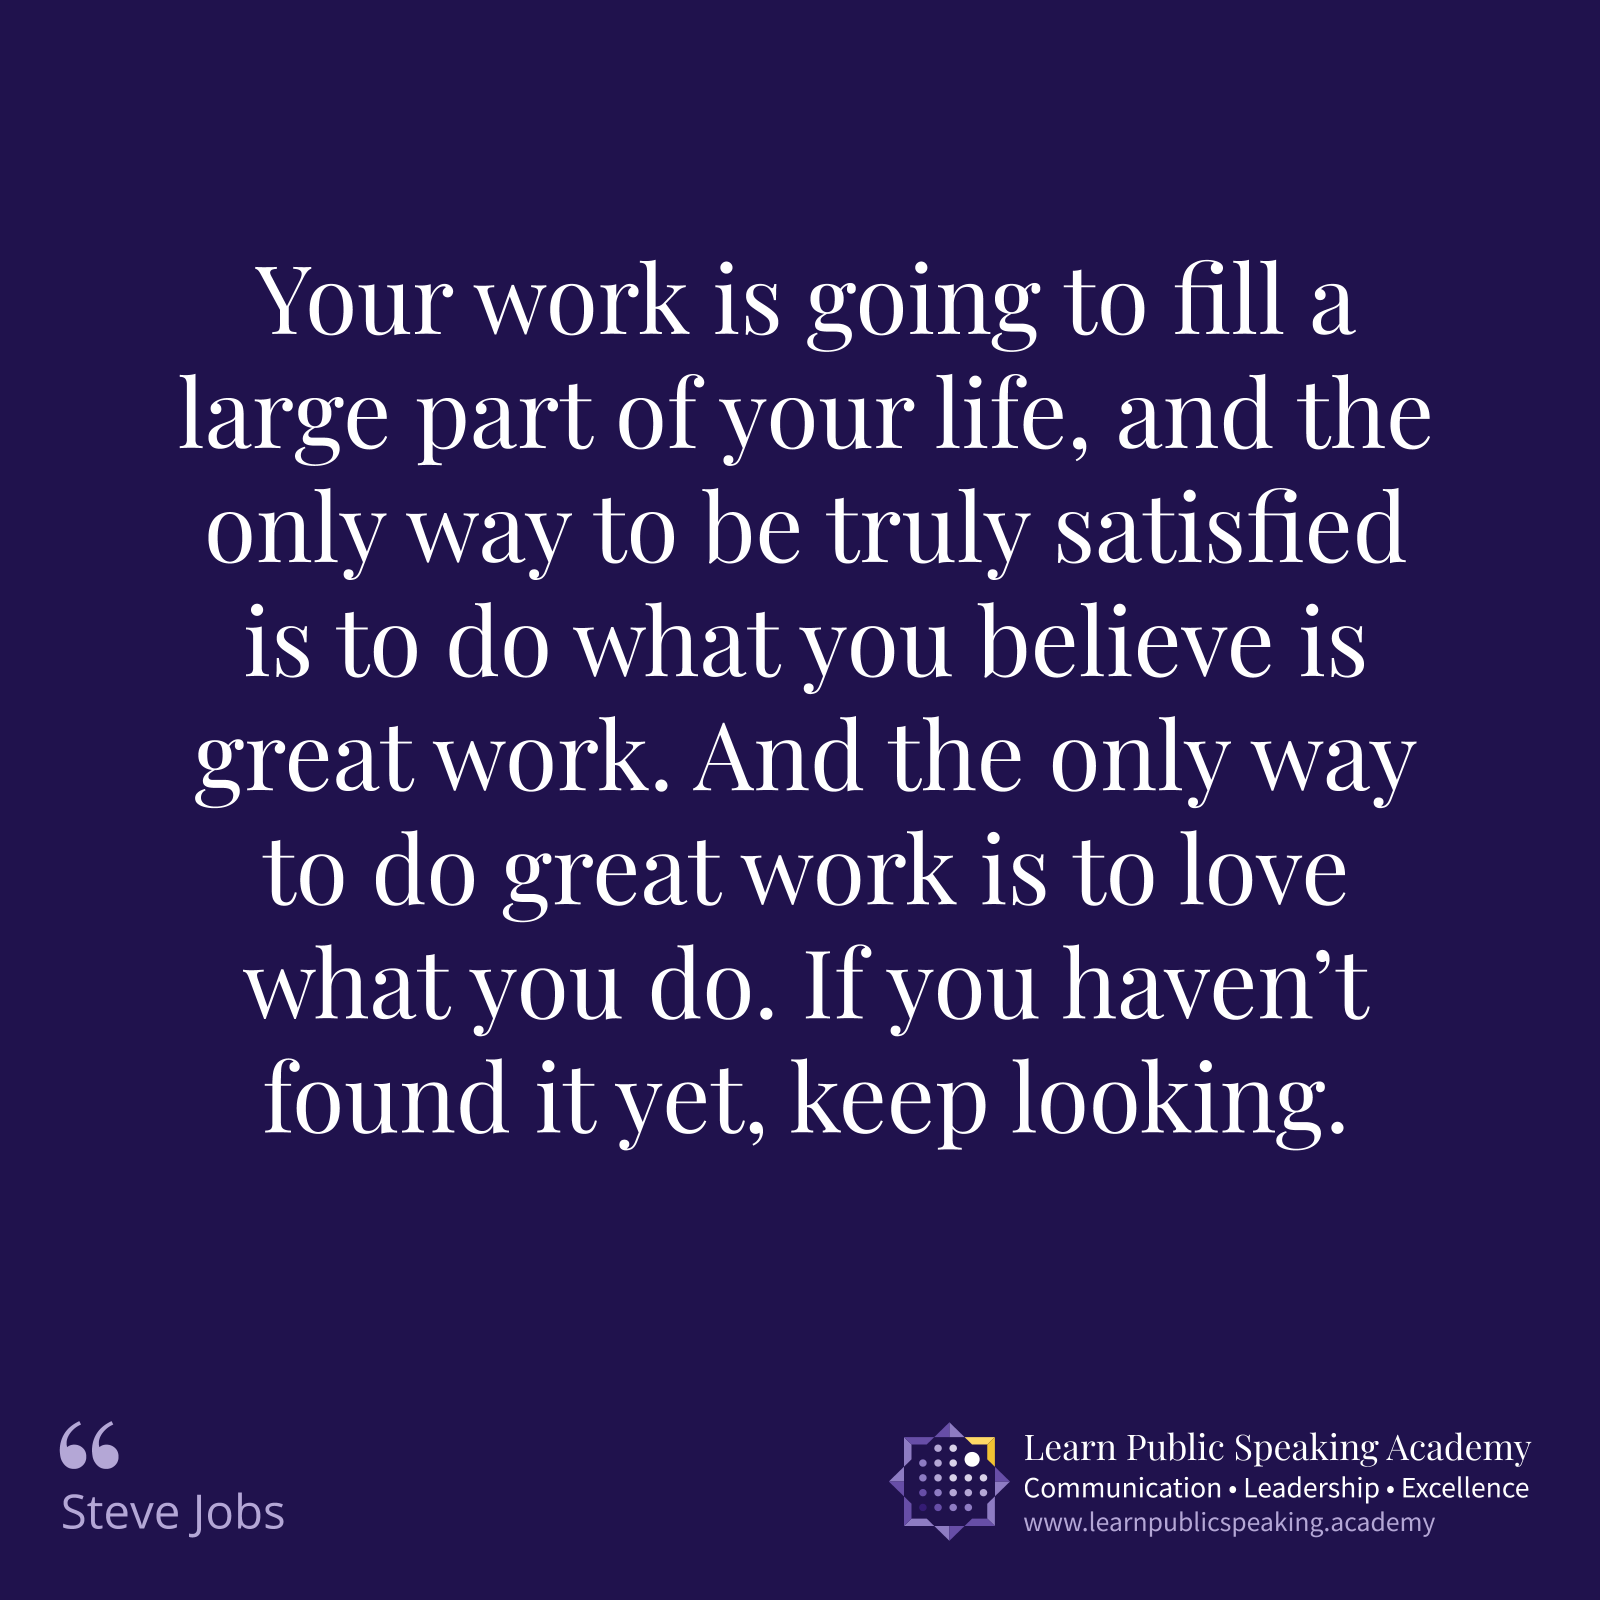 Your work is going to fill a
large part of your life, and the
only way to be truly satisfied
is to do what you believe is
great work. And the only way
to do great work is to love
what you do. If you haven’t
found it yet, keep looking.
“
Steve Jobs
Learn Public Speaking Academy
Communication • Leadership • Excellence
www.learnpublicspeaking.academy